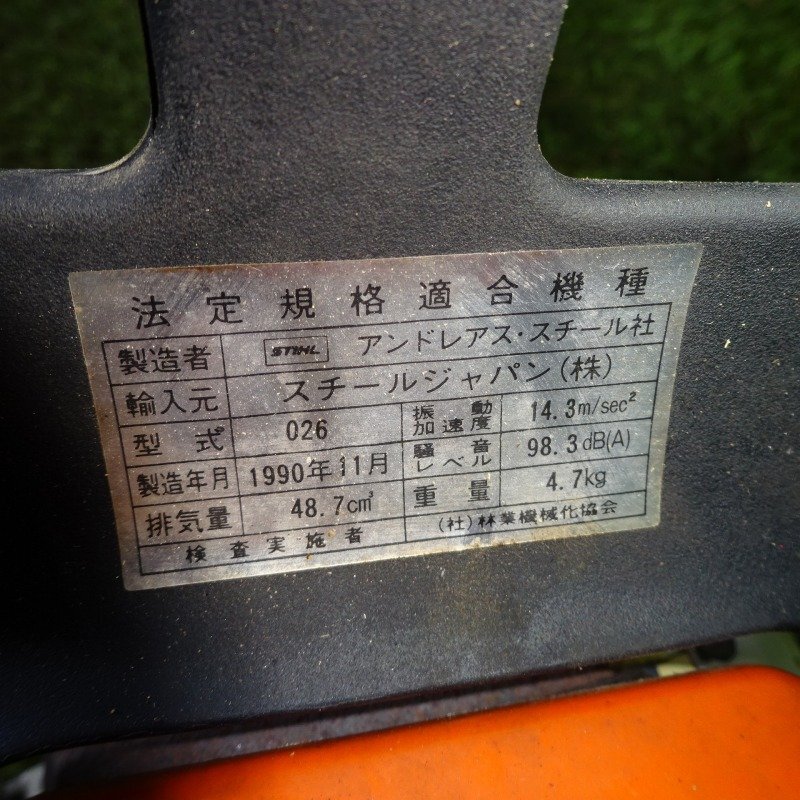 法定規格適合機種
製造者 STIHL アンドレアス・スチール社
輸入元 スチールジャパン(株)
型式 026 振動加速度 14.3m/sec²
製造年月 1990年11月 騒音レベル 98.3dB(A)
排気量 48.7cm³ 重量 4.7kg
検査実施者 (社)林業機械化協会